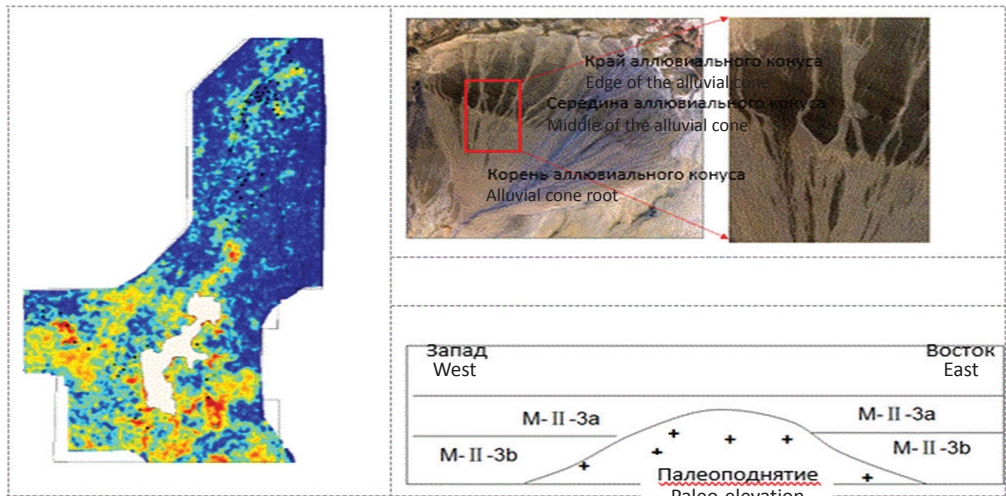 Край аллювиального конуса
Edge of the alluvial cone
Середина аллювиального конуса
Middle of the alluvial cone
Корень аллювиального конуса
Alluvial cone root
Запад
West
Восток
East
М-II-3a
М-II-3a
М-II-3b
М-II-3b
Палеоподнятие
Paleo-elevation